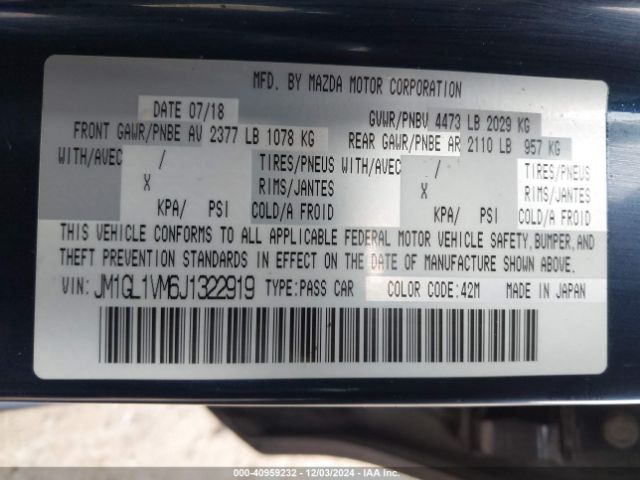 MFD. BY MAZDA MOTOR CORPORATION
DATE 07/18 GVWR/PNBV 4473 LB 2029 KG
FRONT GAWR/PNBE AV 2377 LB 1078 KG REAR GAWR/PNBE AR 2110 LB 957 KG
WITH/AVEC / TIRES/PNEUS WITH/AVEC / TIRES/PNEUS
X RIMS/JANTES X RIMS/JANTES
KPA/ PSI COLD/A FROID KPA/ PSI COLD/A FROID
THIS VEHICLE CONFORMS TO ALL APPLICABLE FEDERAL MOTOR VEHICLE SAFETY,BUMPER,AND
THEFT PREVENTION STANDARDS IN EFFECT ON THE DATE OF MANUFACTURE SHOWN ABOVE.
VIN: JM1GL1VM6J1322919 TYPE:PASS CAR COLOR CODE:42M MADE IN JAPAN
000-40959232 - 12/03/2024 - IAA Inc.